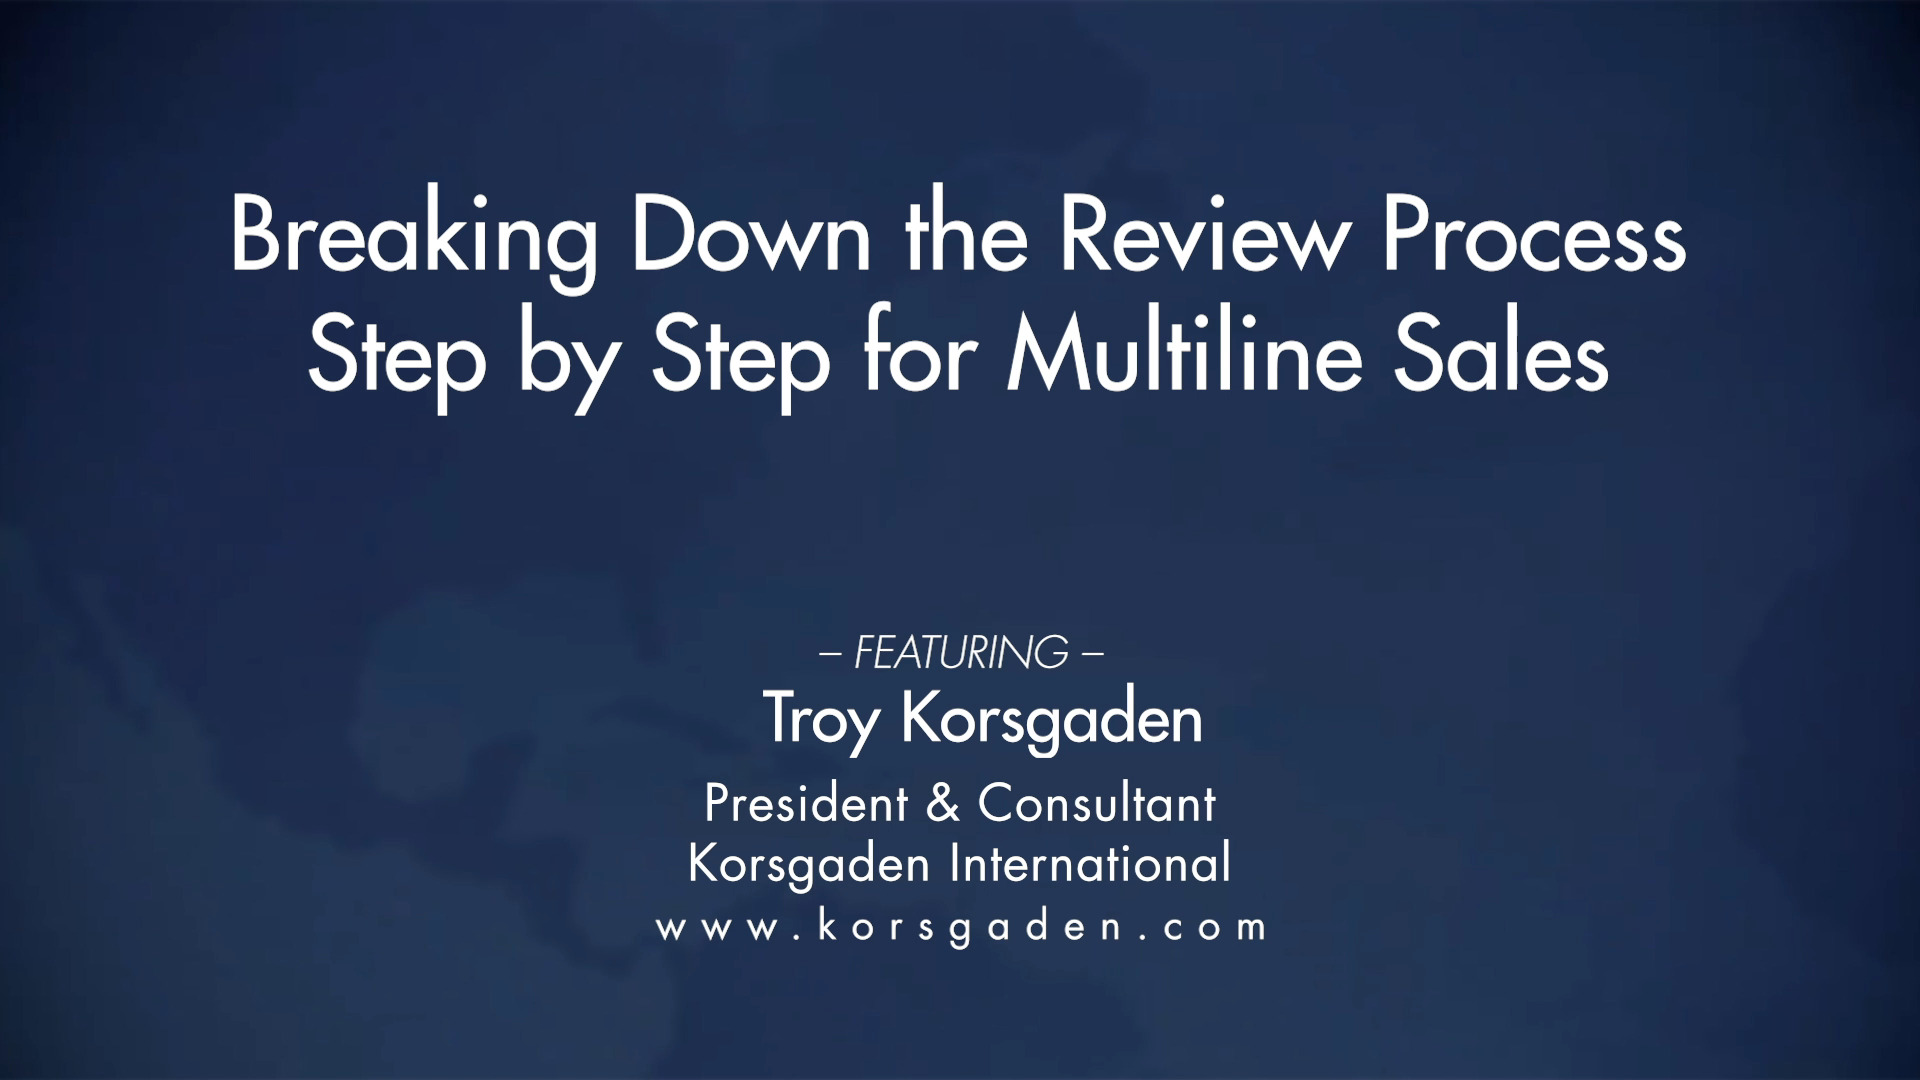 Breaking Down the Review Process
Step by Step for Multiline Sales
– FEATURING –
Troy Korsgaden
President & Consultant
Korsgaden International
www.korsgaden.com